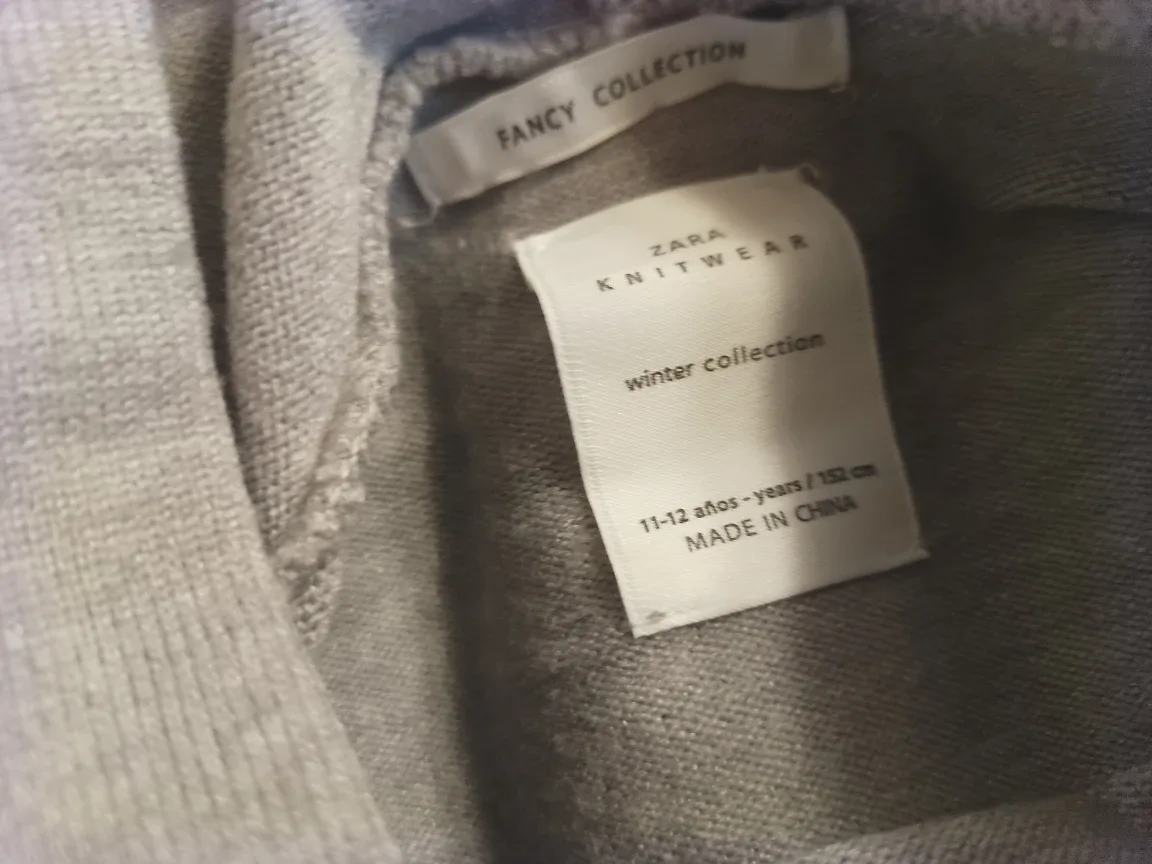 FANCY COLLECTION
ZARA
KNITWEAR
winter collection
11-12 años - years / 152 cm
MADE IN CHINA